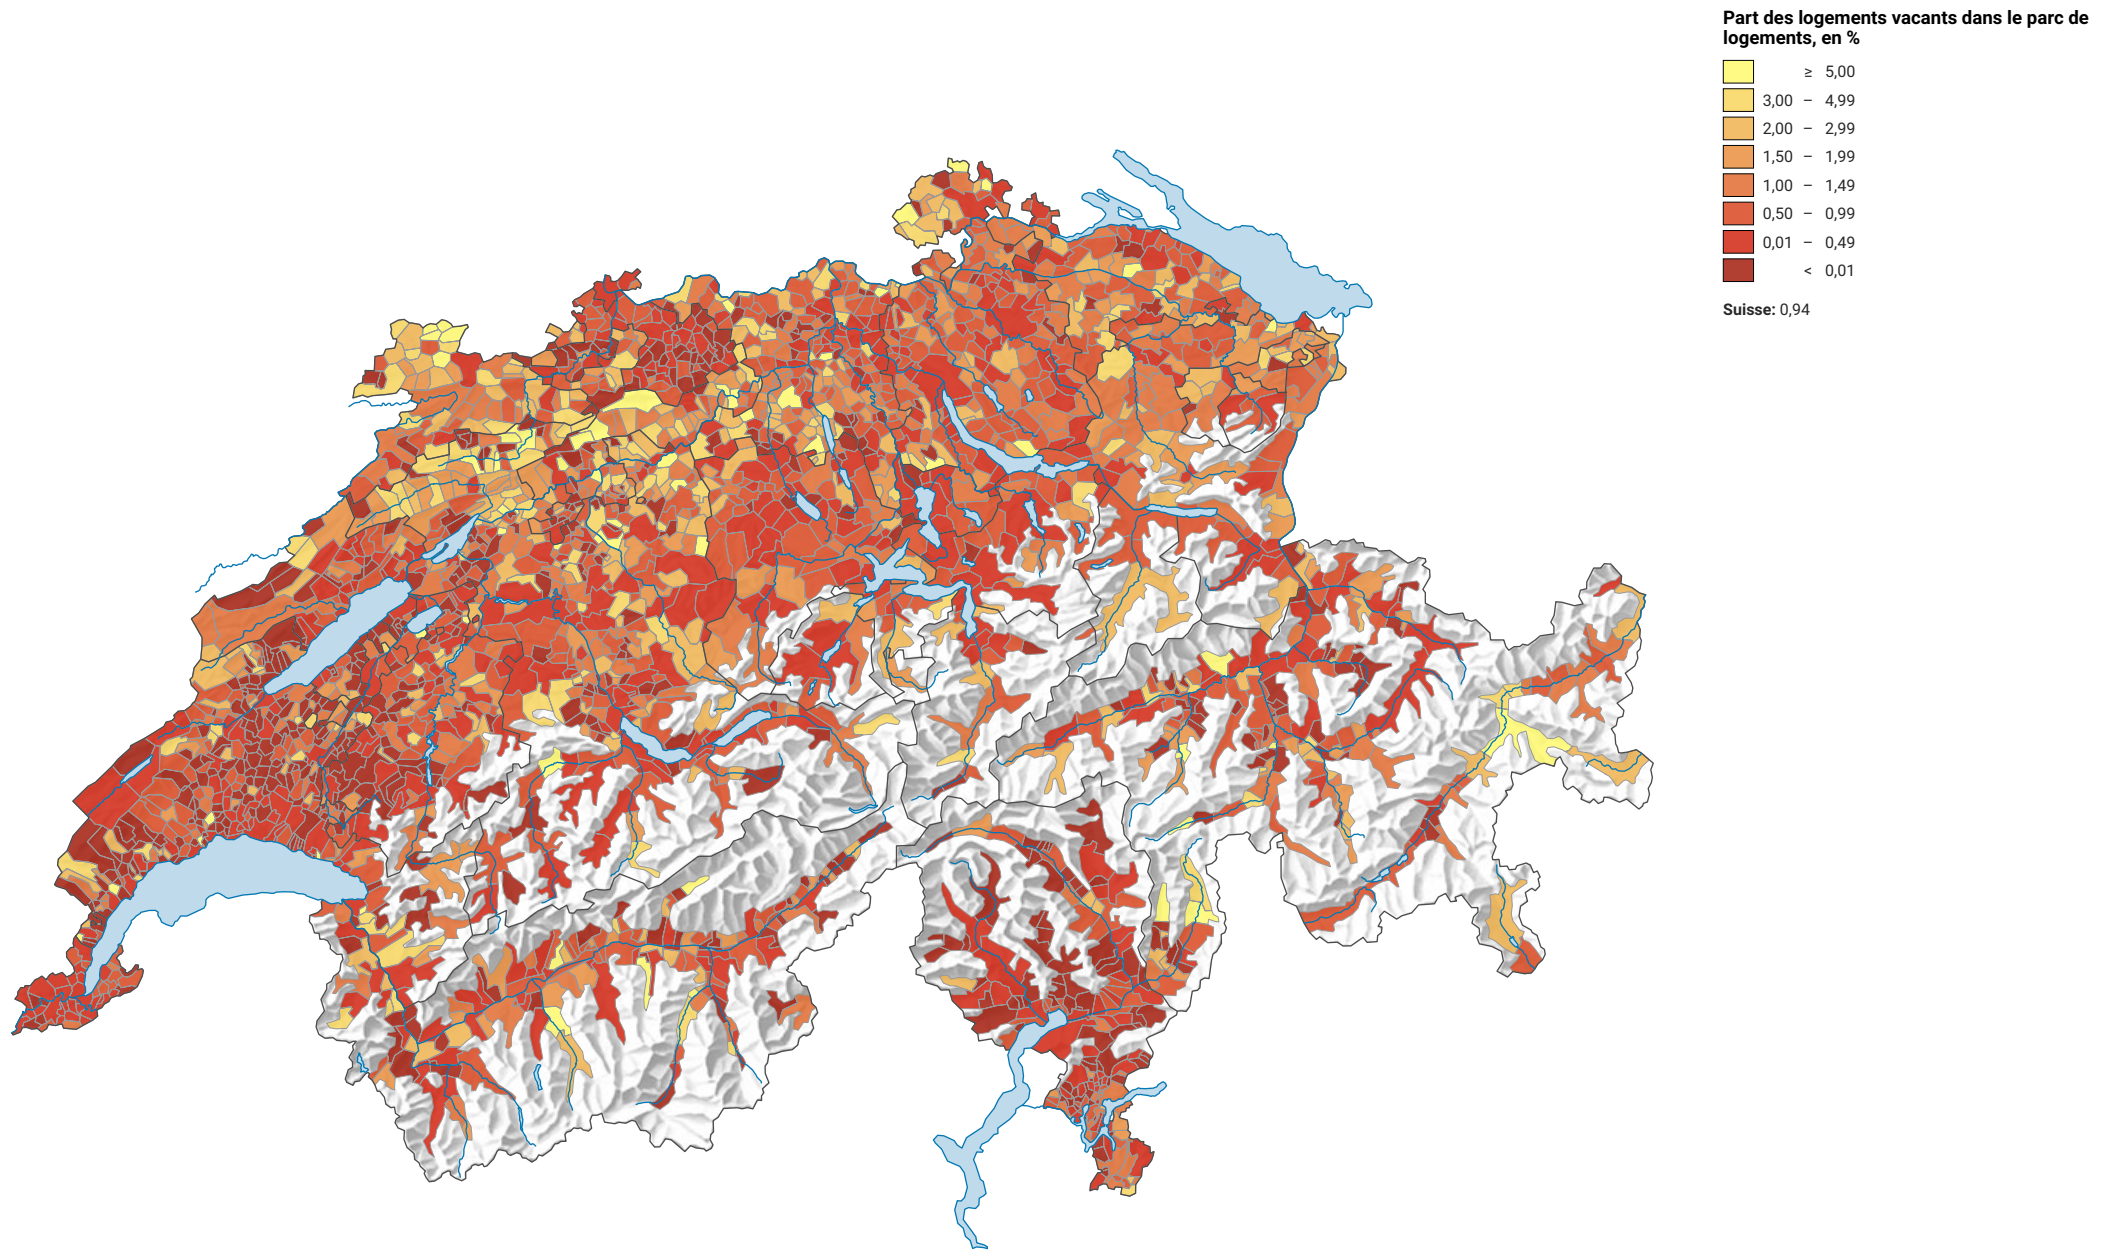 Part des logements vacants dans le parc de
logements, en %
≥ 5,00
3,00 – 4,99
2,00 – 2,99
1,50 – 1,99
1,00 – 1,49
0,50 – 0,99
0,01 – 0,49
< 0,01
Suisse: 0,94